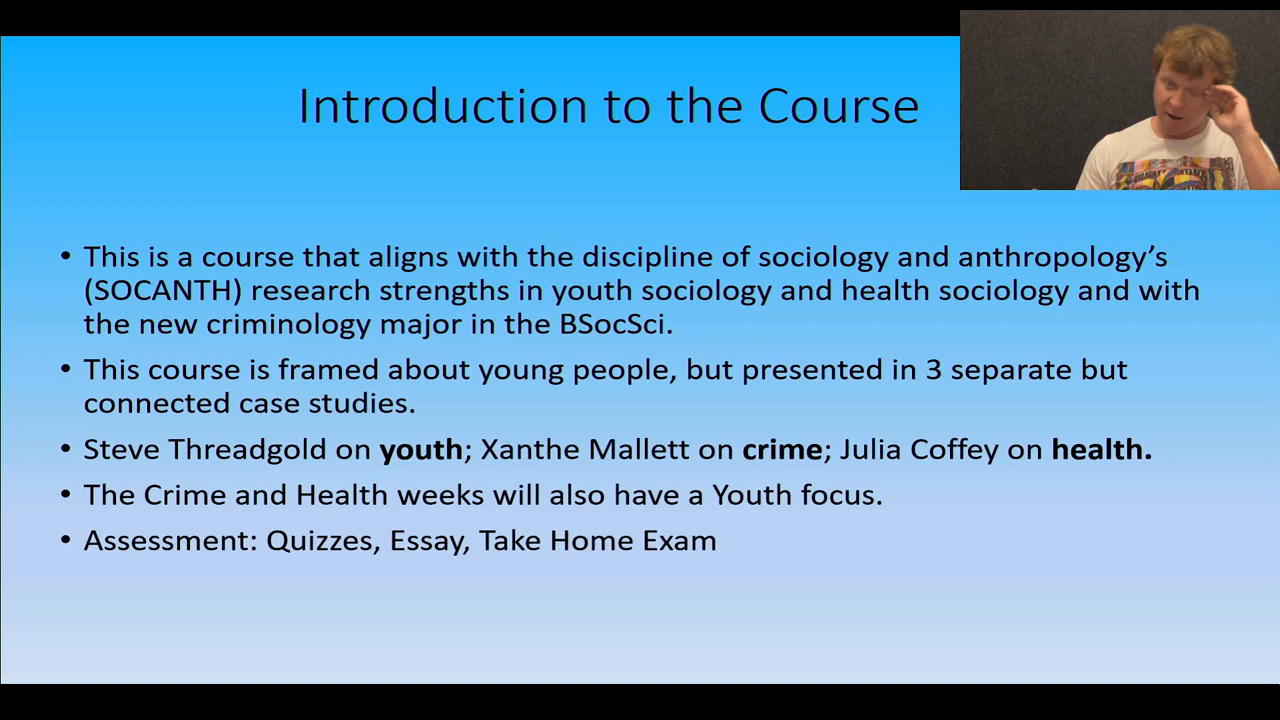 Introduction to the Course
• This is a course that aligns with the discipline of sociology and anthropology’s
(SOCANTH) research strengths in youth sociology and health sociology and with
the new criminology major in the BSocSci.
• This course is framed about young people, but presented in 3 separate but
connected case studies.
• Steve Threadgold on youth; Xanthe Mallett on crime; Julia Coffey on health.
• The Crime and Health weeks will also have a Youth focus.
• Assessment: Quizzes, Essay, Take Home Exam